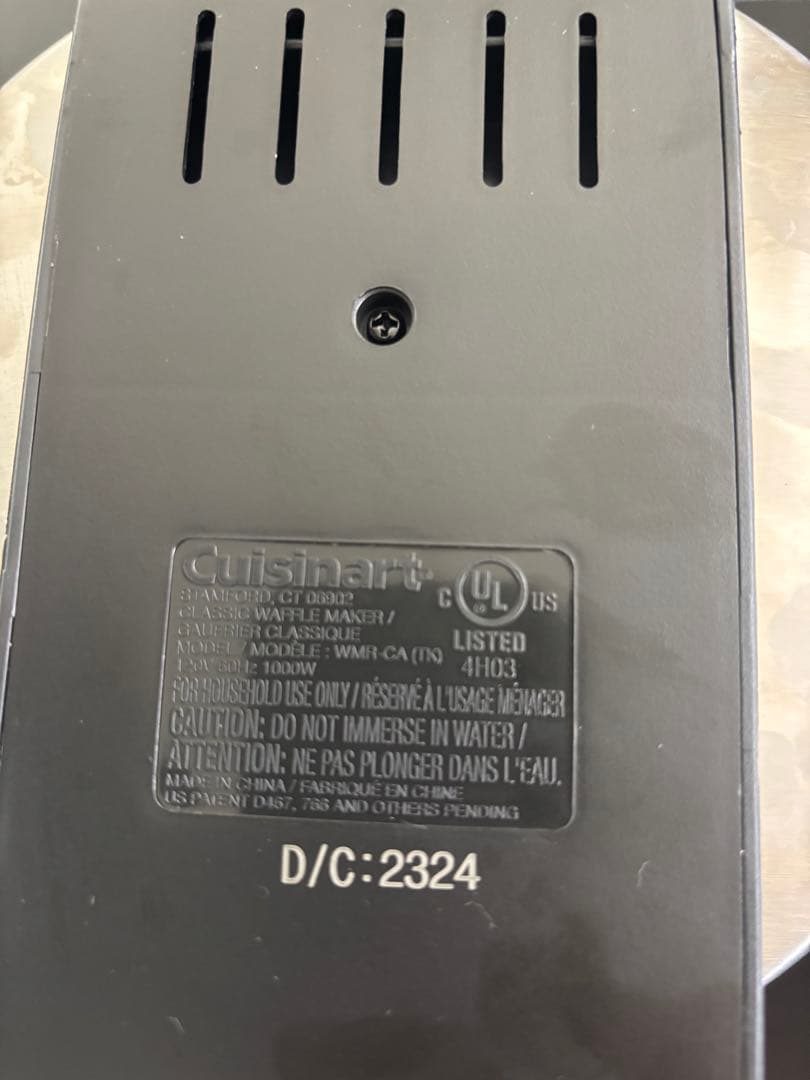 Cuisinart
STAMFORD, CT 06902
CLASSIC WAFFLE MAKER /
GAUFRIER CLASSIQUE
MODEL / MODÈLE : WMR-CA (TK)
120V 60Hz 1000W
C UL US
LISTED
4H03
FOR HOUSEHOLD USE ONLY / RÉSERVÉ À L'USAGE MÉNAGER
CAUTION: DO NOT IMMERSE IN WATER /
ATTENTION: NE PAS PLONGER DANS L'EAU.
MADE IN CHINA / FABRIQUÉ EN CHINE
US PATENT D467, 766 AND OTHERS PENDING
D/C:2324